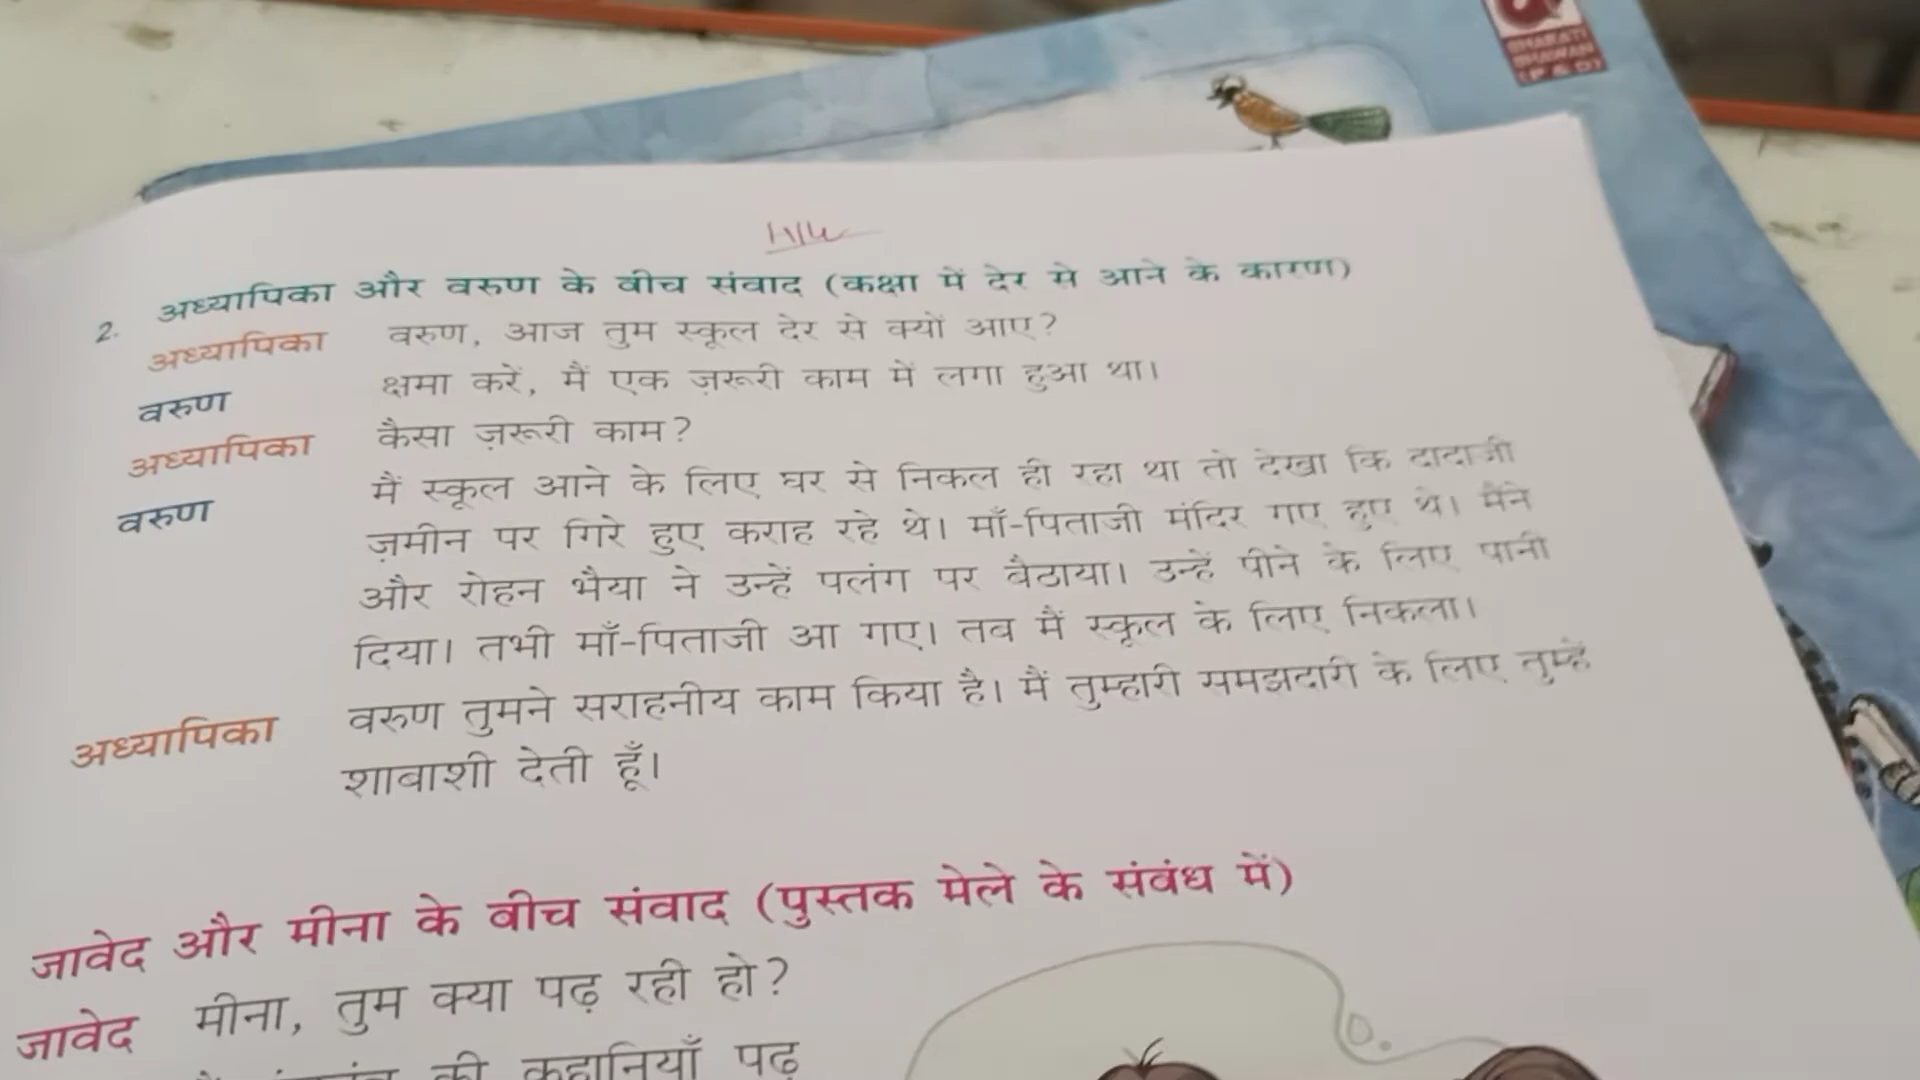 BHARATI
BHAWAN
(P & D)
H/W
2. अध्यापिका और वरुण के बीच संवाद (कक्षा में देर से आने के कारण)
अध्यापिका वरुण, आज तुम स्कूल देर से क्यों आए?
वरुण क्षमा करें, मैं एक ज़रूरी काम में लगा हुआ था।
अध्यापिका कैसा ज़रूरी काम?
वरुण मैं स्कूल आने के लिए घर से निकल ही रहा था तो देखा कि दादाजी
ज़मीन पर गिरे हुए कराह रहे थे। माँ-पिताजी मंदिर गए हुए थे। मैंने
और रोहन भैया ने उन्हें पलंग पर बैठाया। उन्हें पीने के लिए पानी
दिया। तभी माँ-पिताजी आ गए। तब मैं स्कूल के लिए निकला।
अध्यापिका वरुण तुमने सराहनीय काम किया है। मैं तुम्हारी समझदारी के लिए तुम्हें
शाबाशी देती हूँ।
जावेद और मीना के बीच संवाद (पुस्तक मेले के संबंध में)
जावेद मीना, तुम क्या पढ़ रही हो?
की कहानियाँ पढ़